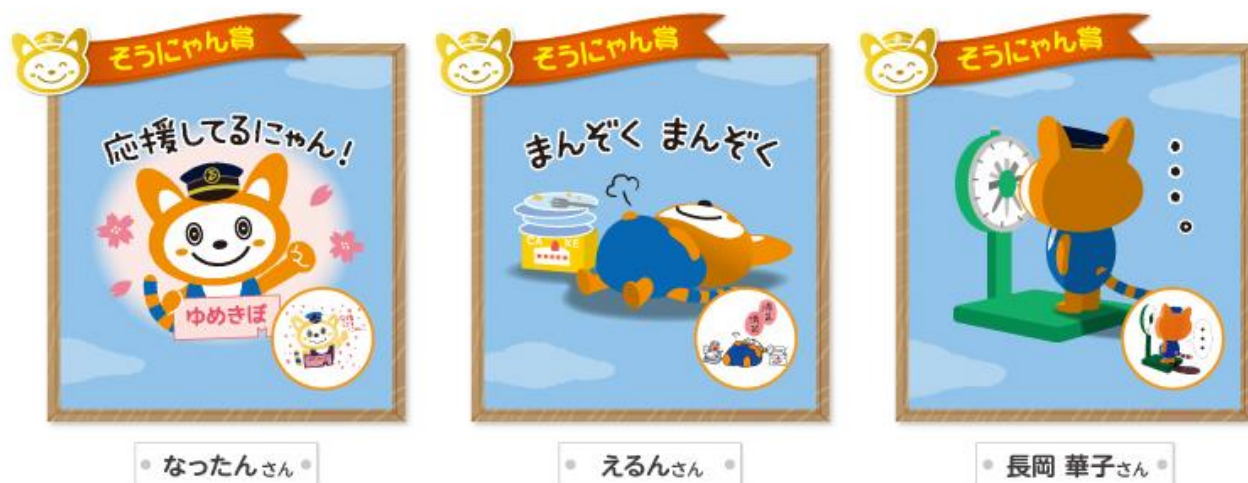 そうにゃん賞
応援してるにゃん!
ゆめきぼ
なったんさん
そうにゃん賞
まんぞく まんぞく
CA KE
えるんさん
そうにゃん賞
長岡 華子さん